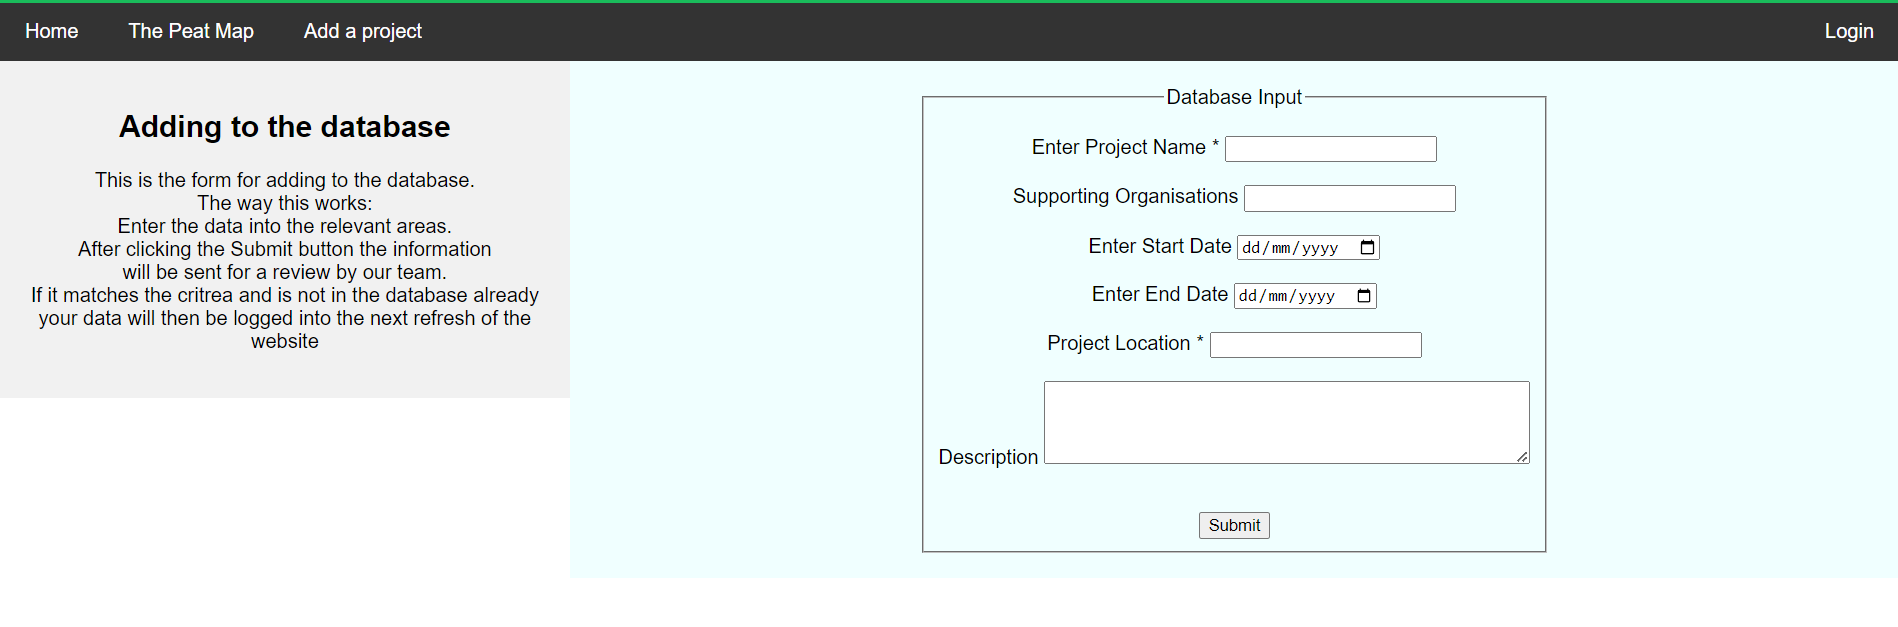 Home The Peat Map Add a project Login
Adding to the database
This is the form for adding to the database.
The way this works:
Enter the data into the relevant areas.
After clicking the Submit button the information
will be sent for a review by our team.
If it matches the critrea and is not in the database already
your data will then be logged into the next refresh of the
website
Database Input
Enter Project Name *
Supporting Organisations
Enter Start Date dd/mm/yyyy
Enter End Date dd/mm/yyyy
Project Location *
Description
Submit